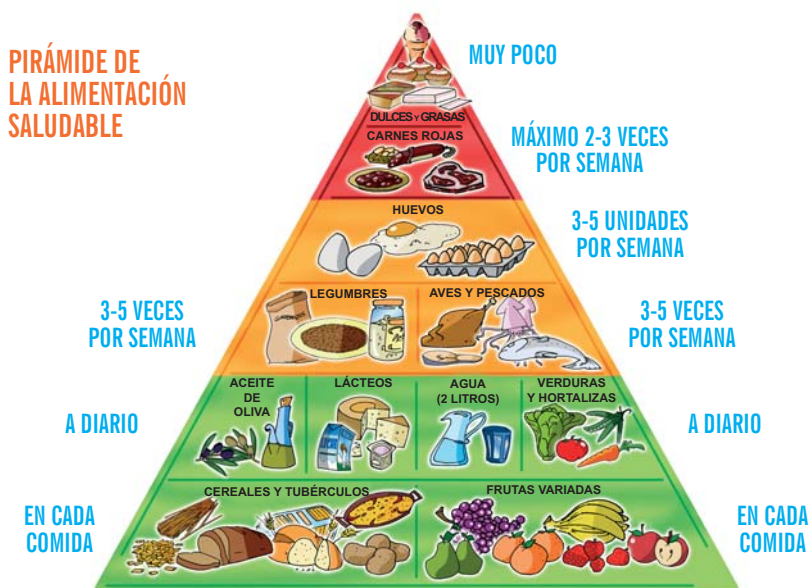 PIRÁMIDE DE
LA ALIMENTACIÓN
SALUDABLE
MUY POCO
DULCES Y GRASAS
CARNES ROJAS
MÁXIMO 2-3 VECES
POR SEMANA
HUEVOS
3-5 UNIDADES
POR SEMANA
3-5 VECES
POR SEMANA
LEGUMBRES
AVES Y PESCADOS
3-5 VECES
POR SEMANA
A DIARIO
ACEITE
DE
OLIVA
LÁCTEOS
AGUA
(2 LITROS)
VERDURAS
Y HORTALIZAS
A DIARIO
EN CADA
COMIDA
CEREALES Y TUBÉRCULOS
FRUTAS VARIADAS
EN CADA
COMIDA